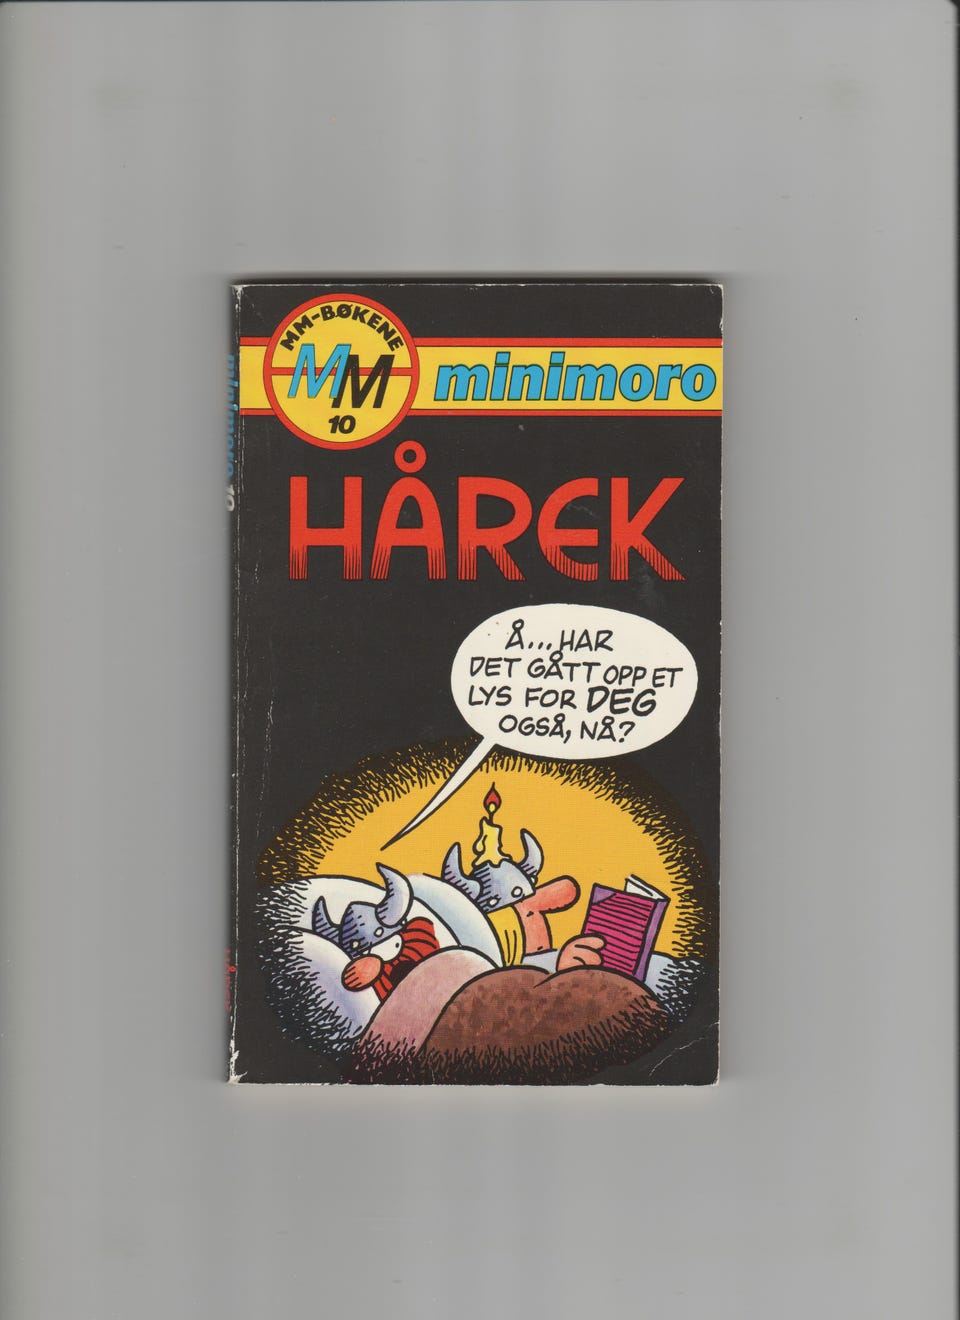 MM-BØKENE
MM
10
minimoro
HÅREK
Å...HAR
DET GÅTT OPP ET
LYS FOR DEG
OGSÅ, NÅ?
minimoro 10